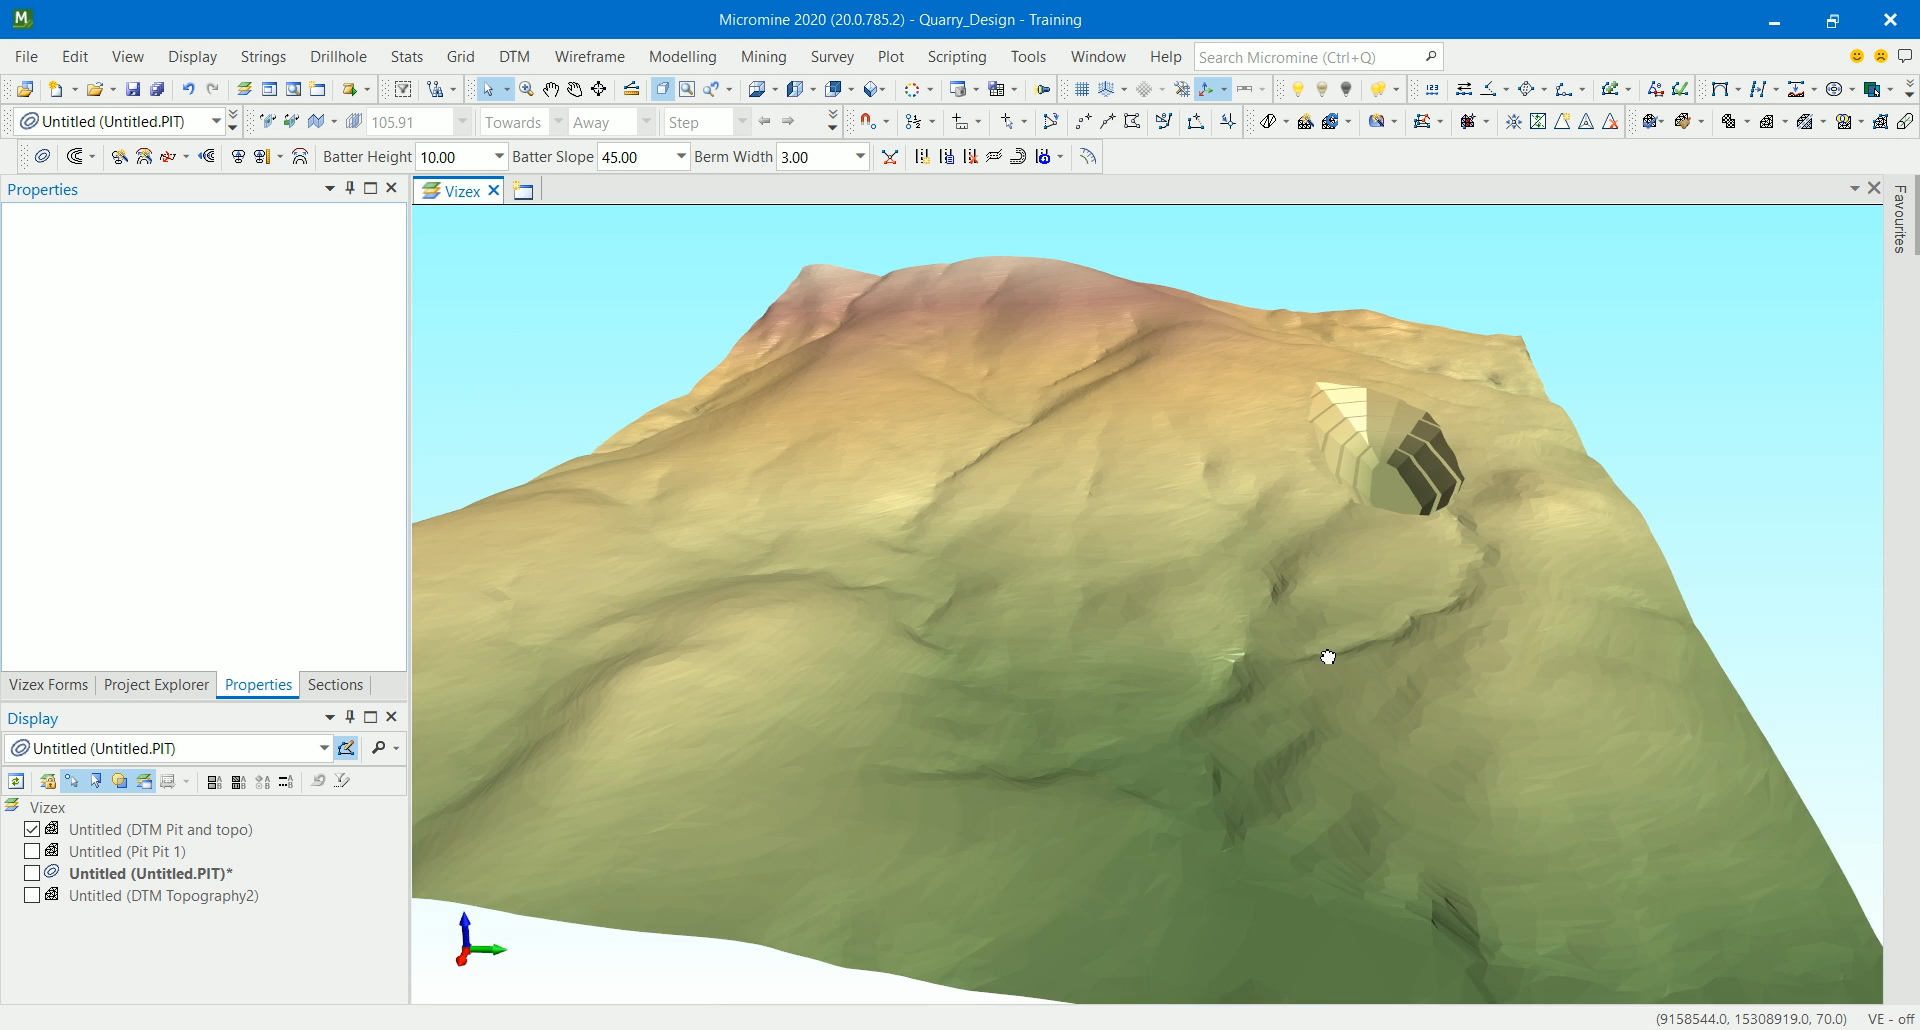 M
Micromine 2020 (20.0.785.2) - Quarry_Design - Training
File Edit View Display Strings Drillhole Stats Grid DTM Wireframe Modelling Mining Survey Plot Scripting Tools Window Help Search Micromine (Ctrl+Q)
Untitled (Untitled.PIT) 105.91 Towards Away Step
Batter Height 10.00 Batter Slope 45.00 Berm Width 3.00
Properties
Vizex
Favourites
Vizex Forms Project Explorer Properties Sections
Display
Untitled (Untitled.PIT)
Vizex
Untitled (DTM Pit and topo)
Untitled (Pit Pit 1)
Untitled (Untitled.PIT)*
Untitled (DTM Topography2)
(9158544.0, 15308919.0, 70.0) VE - off